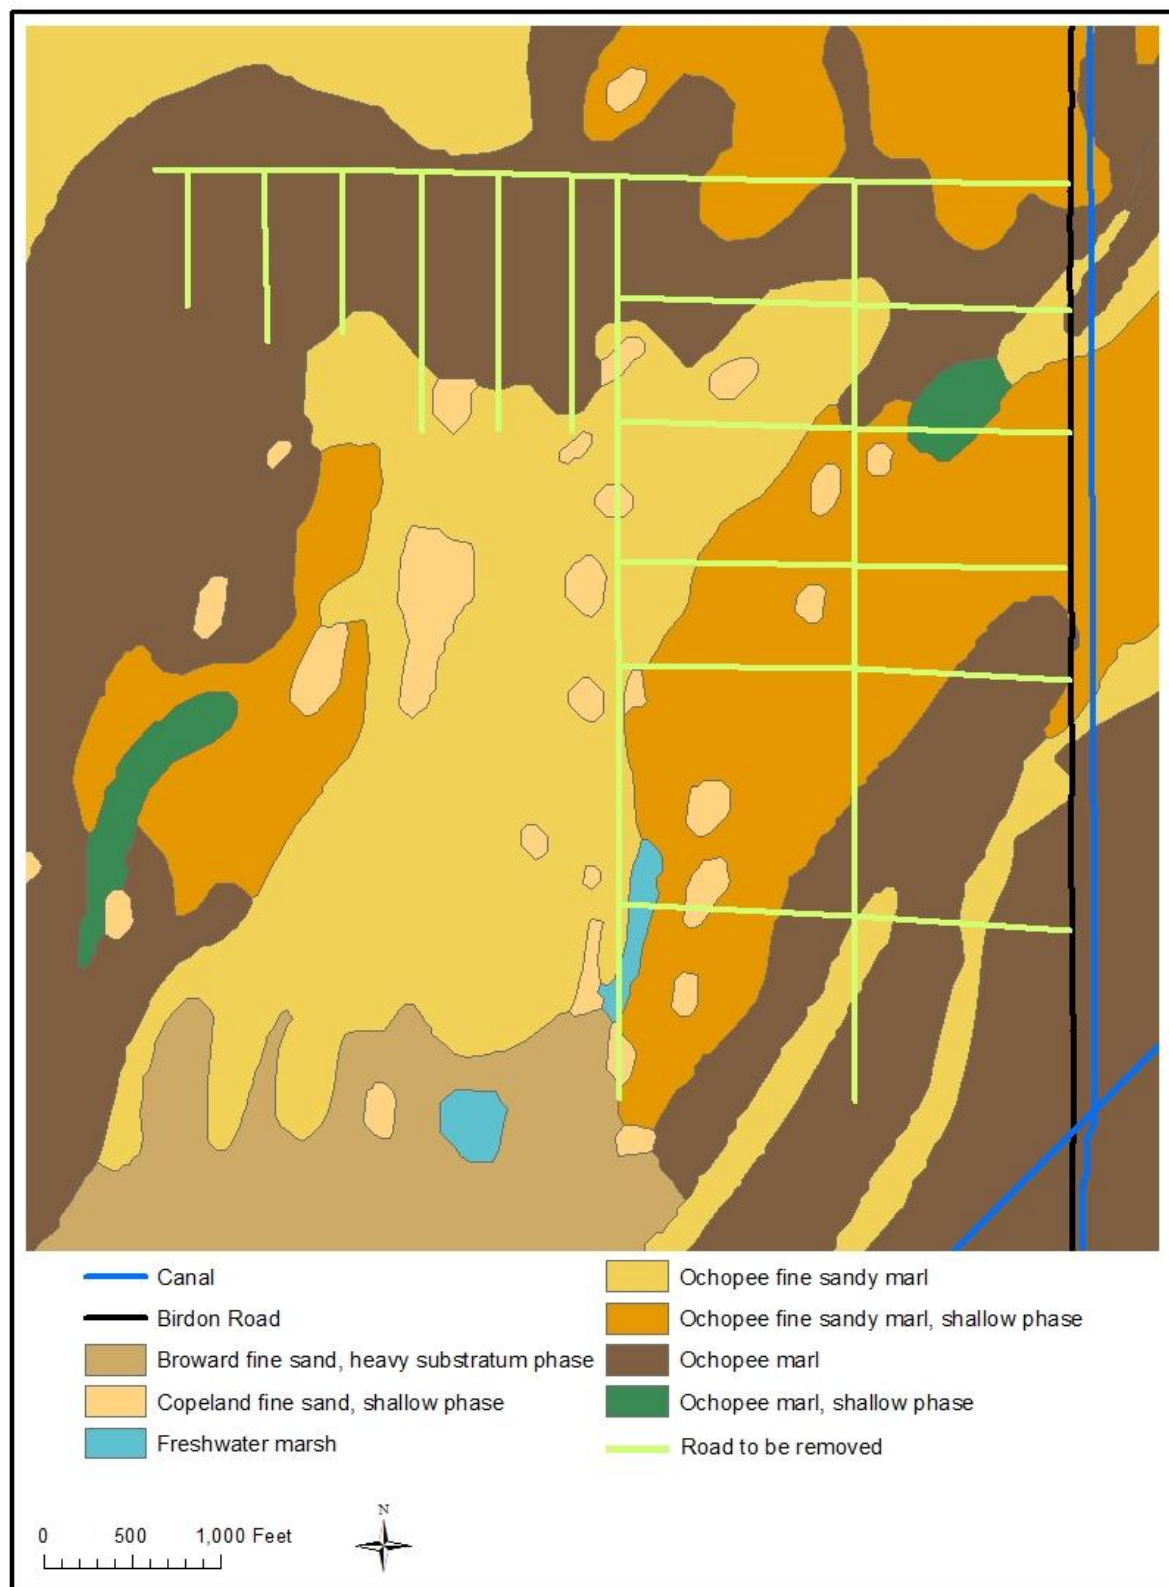 Canal
Birdon Road
Broward fine sand, heavy substratum phase
Copeland fine sand, shallow phase
Freshwater marsh
Ochopee fine sandy marl
Ochopee fine sandy marl, shallow phase
Ochopee marl
Ochopee marl, shallow phase
Road to be removed
0 500 1,000 Feet
N